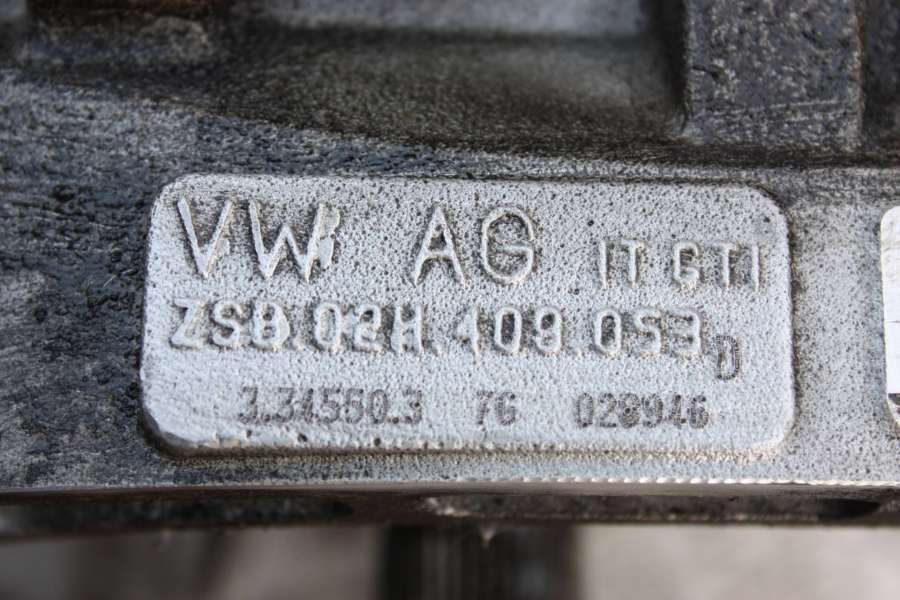 VW AG IT GTI
ZSB.02H.409.053 D
3.34550.3 76 028946